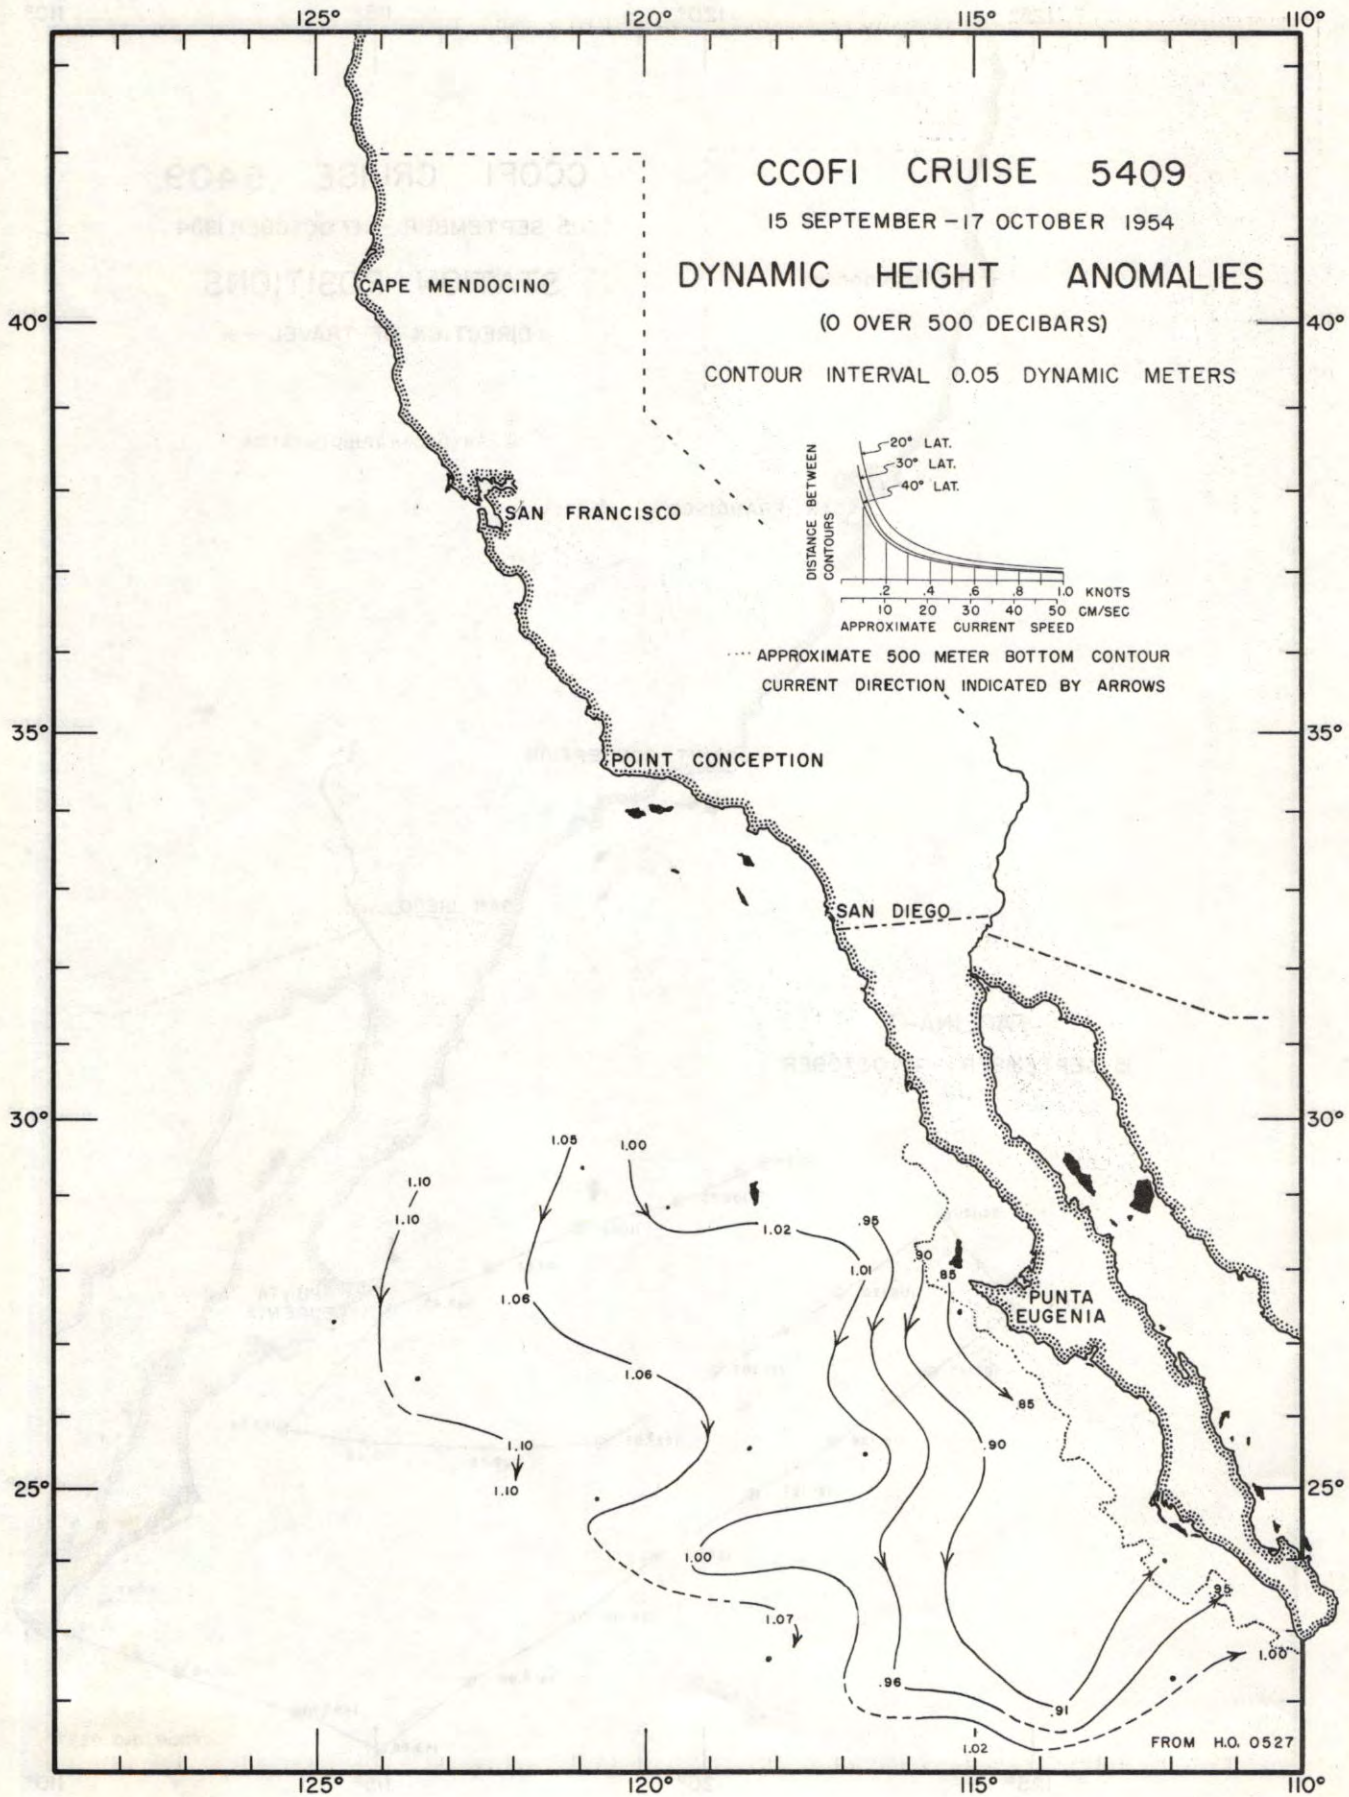 125° 120° 115° 110°
CCOFI CRUISE 5409
15 SEPTEMBER – 17 OCTOBER 1954
DYNAMIC HEIGHT ANOMALIES
(0 OVER 500 DECIBARS)
CONTOUR INTERVAL 0.05 DYNAMIC METERS
CAPE MENDOCINO
40° 40°
20° LAT.
30° LAT.
40° LAT.
DISTANCE BETWEEN
CONTOURS
.2 .4 .6 .8 1.0 KNOTS
10 20 30 40 50 CM/SEC
APPROXIMATE CURRENT SPEED
SAN FRANCISCO
.... APPROXIMATE 500 METER BOTTOM CONTOUR
CURRENT DIRECTION INDICATED BY ARROWS
35° 35°
POINT CONCEPTION
SAN DIEGO
30° 30°
1.05 1.00
1.10
1.10 1.02 .95
1.01 .90 .85
1.06
PUNTA
EUGENIA
1.06
.85
1.10 .90
1.10
25° 25°
1.00
.95
1.07
1.00
.96
.91
1.02
FROM H.O. 0527
125° 120° 115° 110°